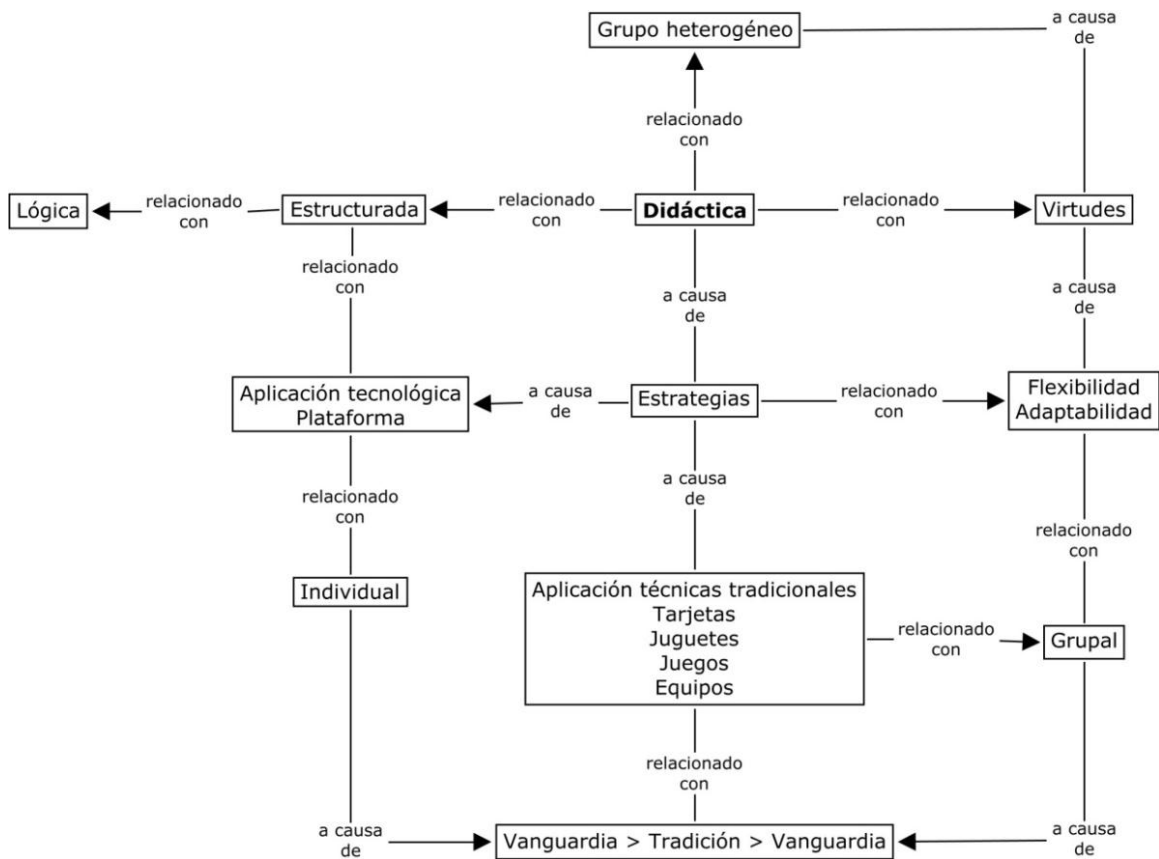 Grupo heterogéneo
a causa
de
relacionado
con
Lógica
relacionado
con
Estructurada
relacionado
con
Didáctica
relacionado
con
Virtudes
relacionado
con
a causa
de
a causa
de
Aplicación tecnológica
Plataforma
a causa
de
Estrategias
relacionado
con
Flexibilidad
Adaptabilidad
relacionado
con
a causa
de
relacionado
con
Individual
Aplicación técnicas tradicionales
Tarjetas
Juguetes
Juegos
Equipos
relacionado
con
Grupal
relacionado
con
a causa
de
Vanguardia > Tradición > Vanguardia
a causa
de